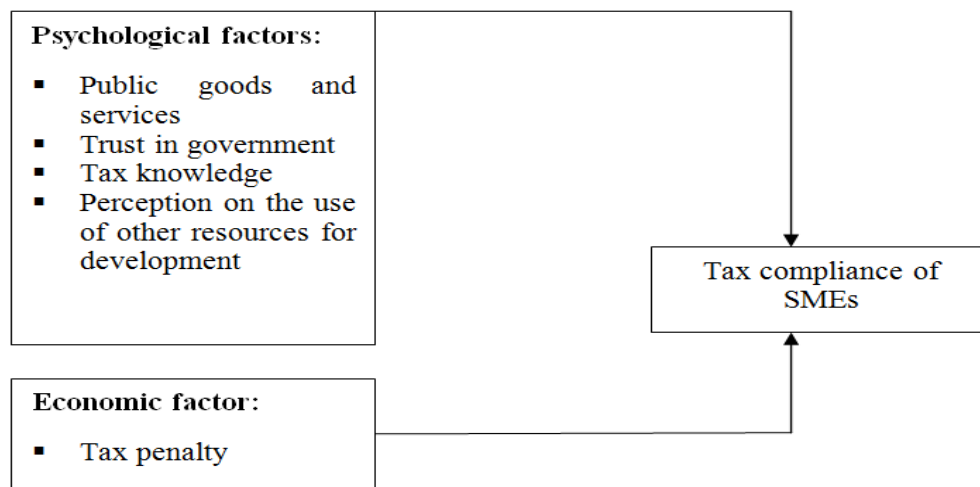 Psychological factors:
▪ Public goods and
services
▪ Trust in government
▪ Tax knowledge
▪ Perception on the use
of other resources for
development
Tax compliance of
SMEs
Economic factor:
▪ Tax penalty